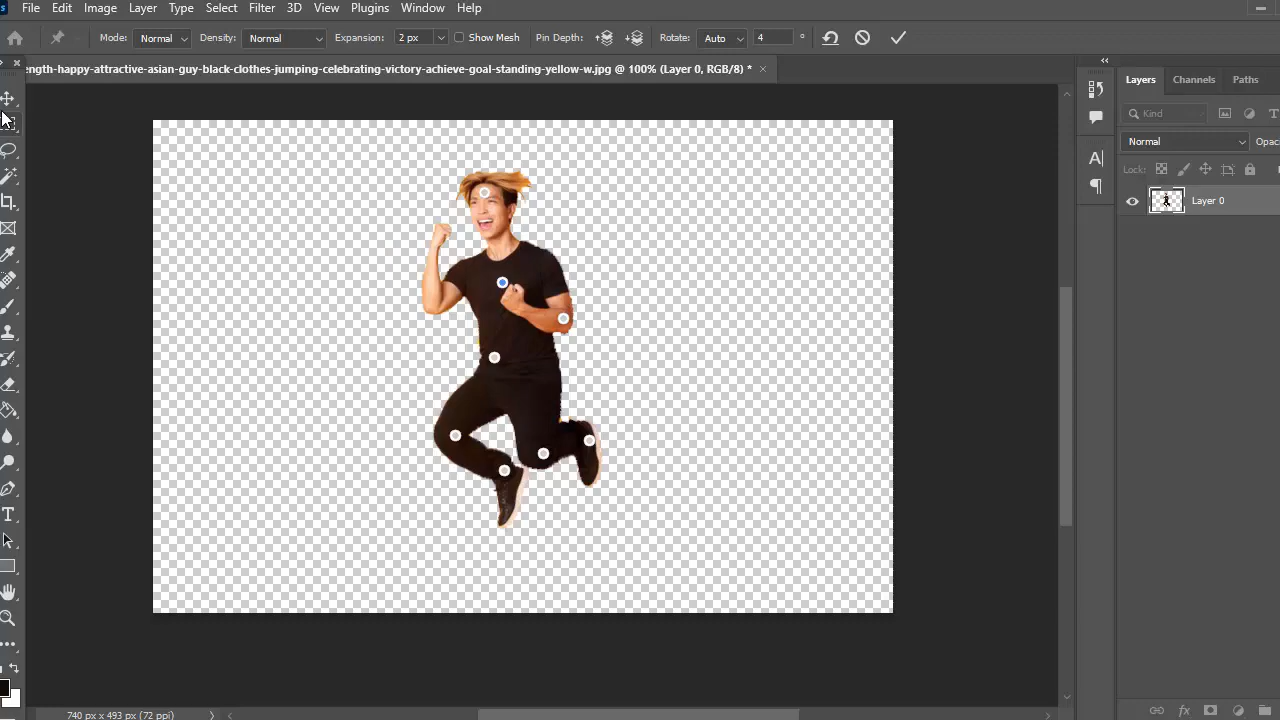 File Edit Image Layer Type Select Filter 3D View Plugins Window Help
Mode: Normal Density: Normal Expansion: 2 px Show Mesh Pin Depth: Rotate: Auto 4 °
ength-happy-attractive-asian-guy-black-clothes-jumping-celebrating-victory-achieve-goal-standing-yellow-w.jpg @ 100% (Layer 0, RGB/8) *
Layers Channels Paths
Kind
Normal Opac
Lock:
Layer 0
740 px x 493 px (72 ppi)